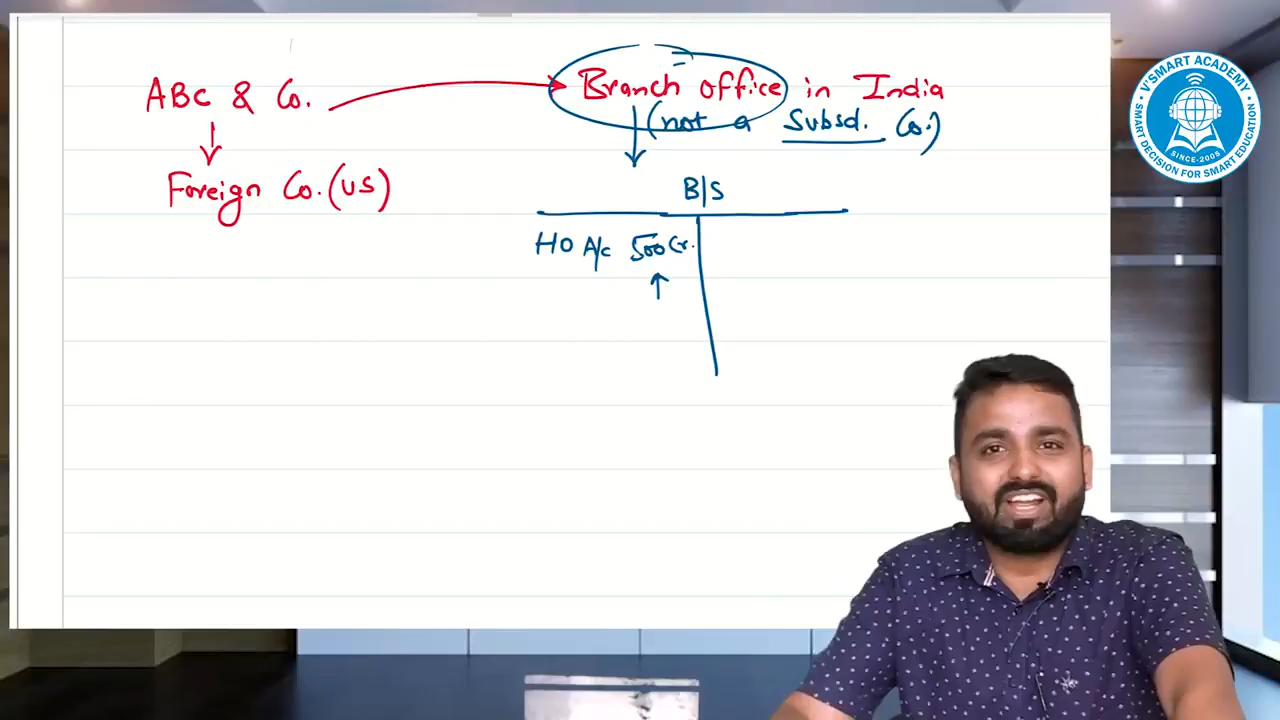 ABC & Co.
Branch office in India
(not a Subsd. Co.)
Foreign Co. (US)
B/S
HO A/c 500 Cr.
V'SMART ACADEMY
SINCE-2008
SMART DECISION FOR SMART EDUCATION